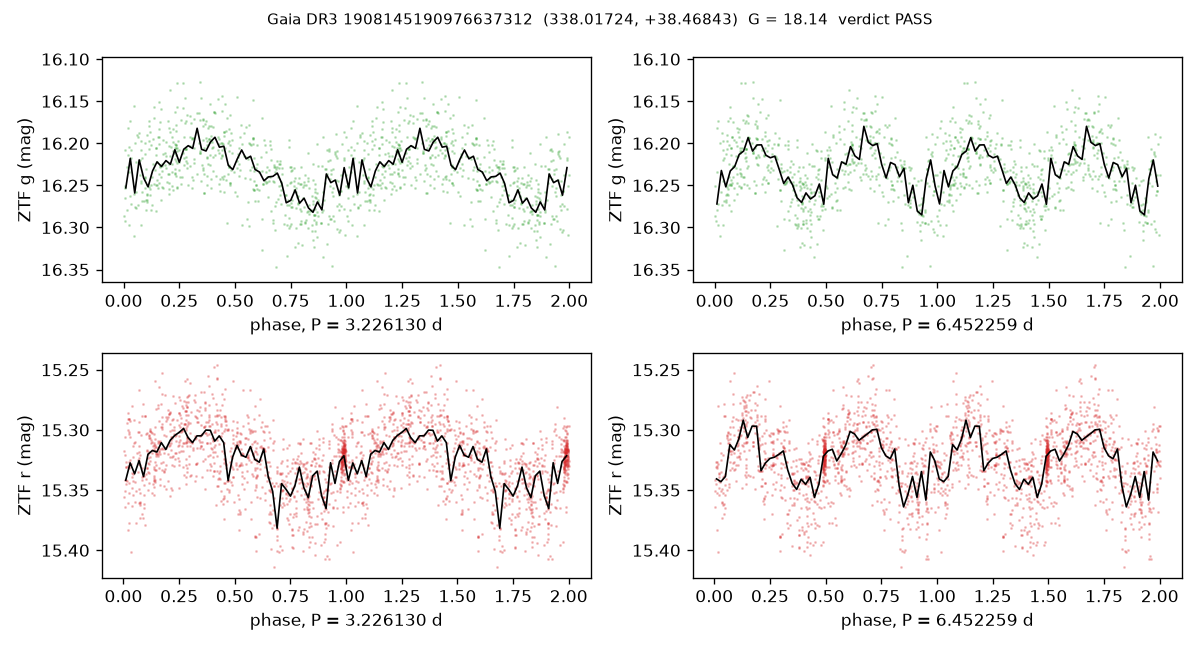 Gaia DR3 1908145190976637312  (338.01724, +38.46843)  G = 18.14  verdict PASS
16.10
16.15
16.20
16.25
16.30
16.35
ZTF g (mag)
0.00 0.25 0.50 0.75 1.00 1.25 1.50 1.75 2.00
phase, P = 3.226130 d
16.10
16.15
16.20
16.25
16.30
16.35
ZTF g (mag)
0.00 0.25 0.50 0.75 1.00 1.25 1.50 1.75 2.00
phase, P = 6.452259 d
15.25
15.30
15.35
15.40
ZTF r (mag)
0.00 0.25 0.50 0.75 1.00 1.25 1.50 1.75 2.00
phase, P = 3.226130 d
15.25
15.30
15.35
15.40
ZTF r (mag)
0.00 0.25 0.50 0.75 1.00 1.25 1.50 1.75 2.00
phase, P = 6.452259 d